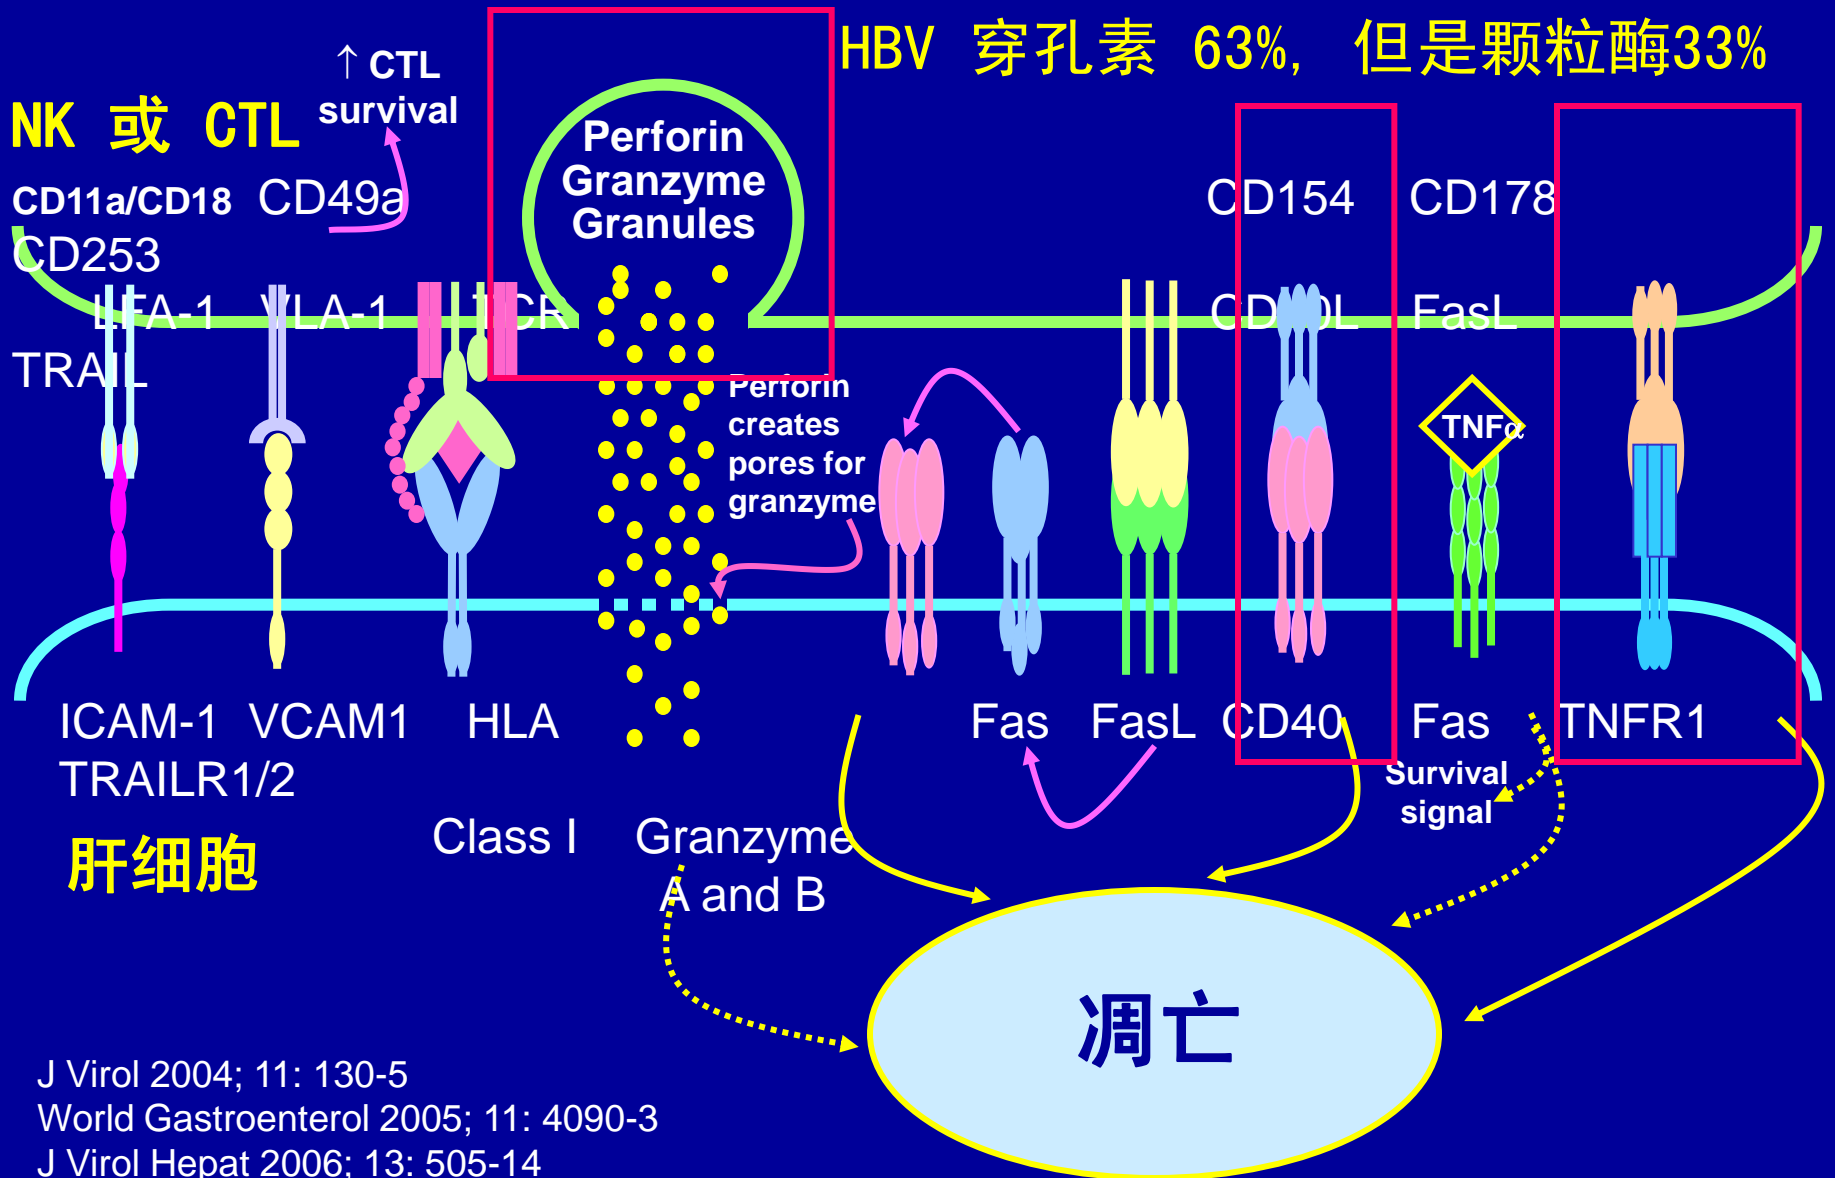 HBV 穿孔素 63%, 但是颗粒酶33%
↑ CTL
survival
NK 或 CTL
Perforin
Granzyme
Granules
CD11a/CD18 CD49a CD154 CD178
CD253
LFA-1 VLA-1 TCR CD40L FasL
TRAIL
Perforin
creates
pores for
granzyme
TNFα
ICAM-1 VCAM1 HLA Fas FasL CD40 Fas TNFR1
TRAILR1/2
Survival
signal
Class I Granzyme
A and B
肝细胞
凋亡
J Virol 2004; 11: 130-5
World Gastroenterol 2005; 11: 4090-3
J Virol Hepat 2006; 13: 505-14